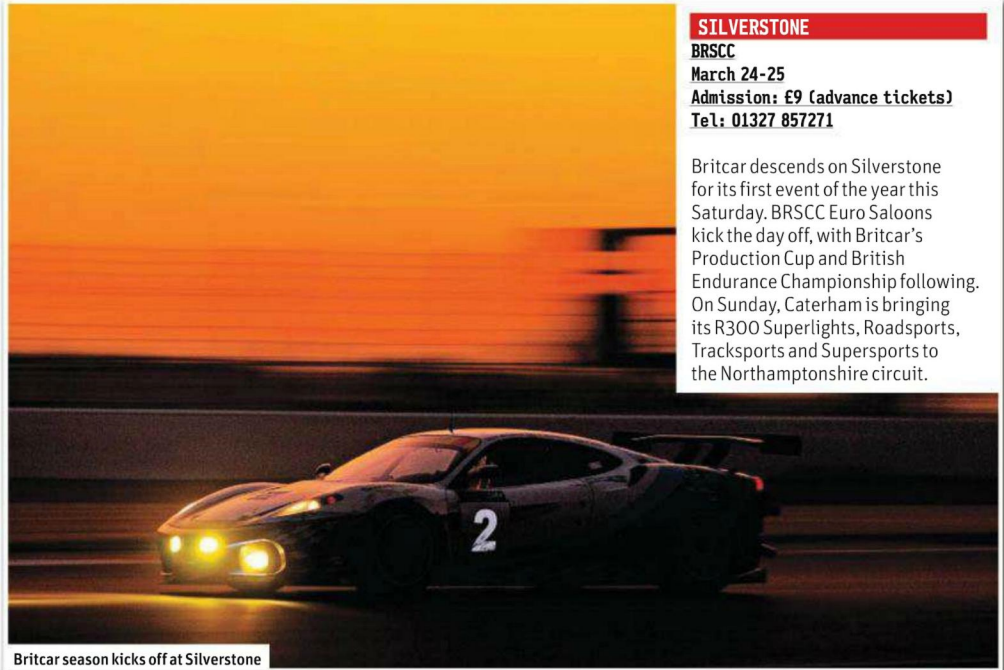 SILVERSTONE
BRSCC
March 24-25
Admission: £9 (advance tickets)
Tel: 01327 857271
Britcar descends on Silverstone
for its first event of the year this
Saturday. BRSCC Euro Saloons
kick the day off, with Britcar's
Production Cup and British
Endurance Championship following.
On Sunday, Caterham is bringing
its R300 Superlights, Roadsports,
Tracksports and Supersports to
the Northamptonshire circuit.
2
Britcar season kicks off at Silverstone